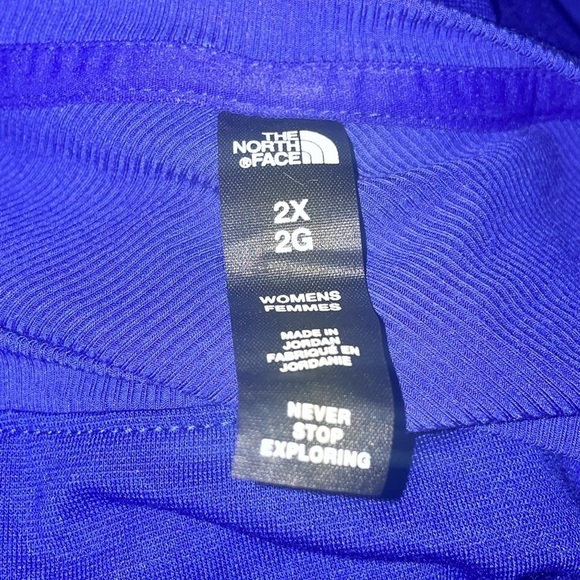 THE
NORTH
®FACE
2X
2G
WOMENS
FEMMES
MADE IN
JORDAN
FABRIQUÉ EN
JORDANIE
NEVER
STOP
EXPLORING